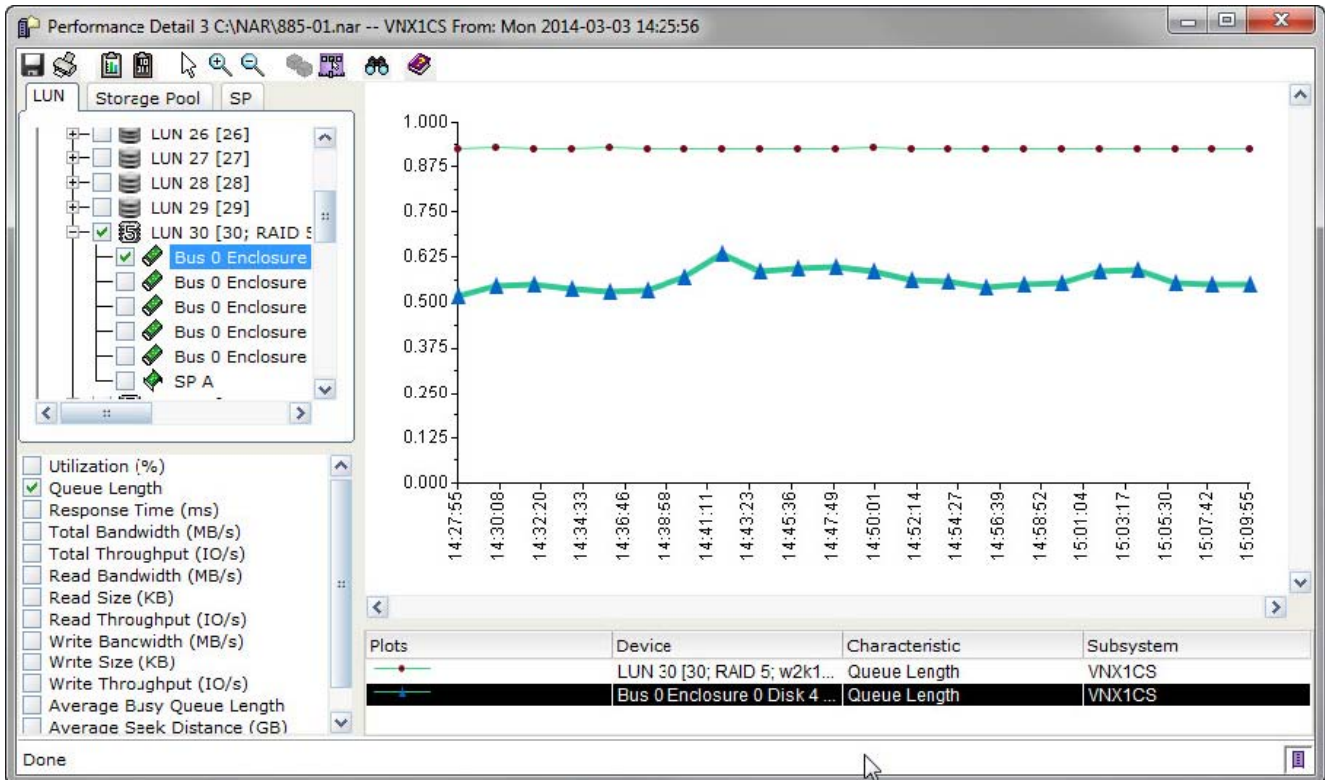 Performance Detail 3 C:\NAR\885-01.nar -- VNX1CS From: Mon 2014-03-03 14:25:56
LUN Storage Pool SP
LUN 26 [26]
LUN 27 [27]
LUN 28 [28]
LUN 29 [29]
LUN 30 [30; RAID 5
Bus 0 Enclosure
Bus 0 Enclosure
Bus 0 Enclosure
Bus 0 Enclosure
Bus 0 Enclosure
SP A
Utilization (%)
Queue Length
Response Time (ms)
Total Bandwidth (MB/s)
Total Throughput (IO/s)
Read Bandwidth (MB/s)
Read Size (KB)
Read Throughput (IO/s)
Write Bandwidth (MB/s)
Write Size (KB)
Write Throughput (IO/s)
Average Busy Queue Length
Average Seek Distance (GB)
1.000
0.875
0.750
0.625
0.500
0.375
0.250
0.125
0.000
14:27:55
14:30:08
14:32:20
14:34:33
14:36:46
14:38:58
14:41:11
14:43:23
14:45:36
14:47:49
14:50:01
14:52:14
14:54:27
14:56:39
14:58:52
15:01:04
15:03:17
15:05:30
15:07:42
15:09:55
Plots Device Characteristic Subsystem
LUN 30 [30; RAID 5; w2k1... Queue Length VNX1CS
Bus 0 Enclosure 0 Disk 4 ... Queue Length VNX1CS
Done